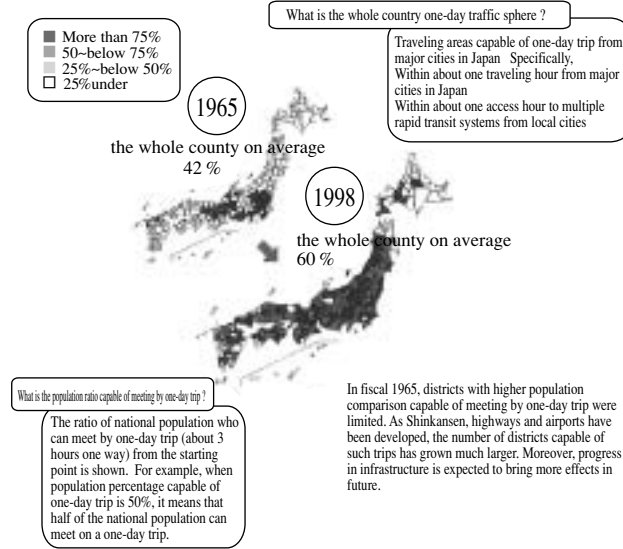 What is the whole country one-day traffic sphere ?
Traveling areas capable of one-day trip from
major cities in Japan   Specifically,
Within about one traveling hour from major
cities in Japan
Within about one access hour to multiple
rapid transit systems from local cities
More than 75%
50~below 75%
25%~below 50%
25%under
1965
the whole county on average
42 %
1998
the whole county on average
60 %
What is the population ratio capable of meeting by one-day trip ?
The ratio of national population who
can meet by one-day trip (about 3
hours one way) from the starting
point is shown.  For example, when
population percentage capable of
one-day trip is 50%, it means that
half of the national population can
meet on a one-day trip.
In fiscal 1965, districts with higher population
comparison capable of meeting by one-day trip were
limited. As Shinkansen, highways and airports have
been developed, the number of districts capable of
such trips has grown much larger. Moreover, progress
in infrastructure is expected to bring more effects in
future.